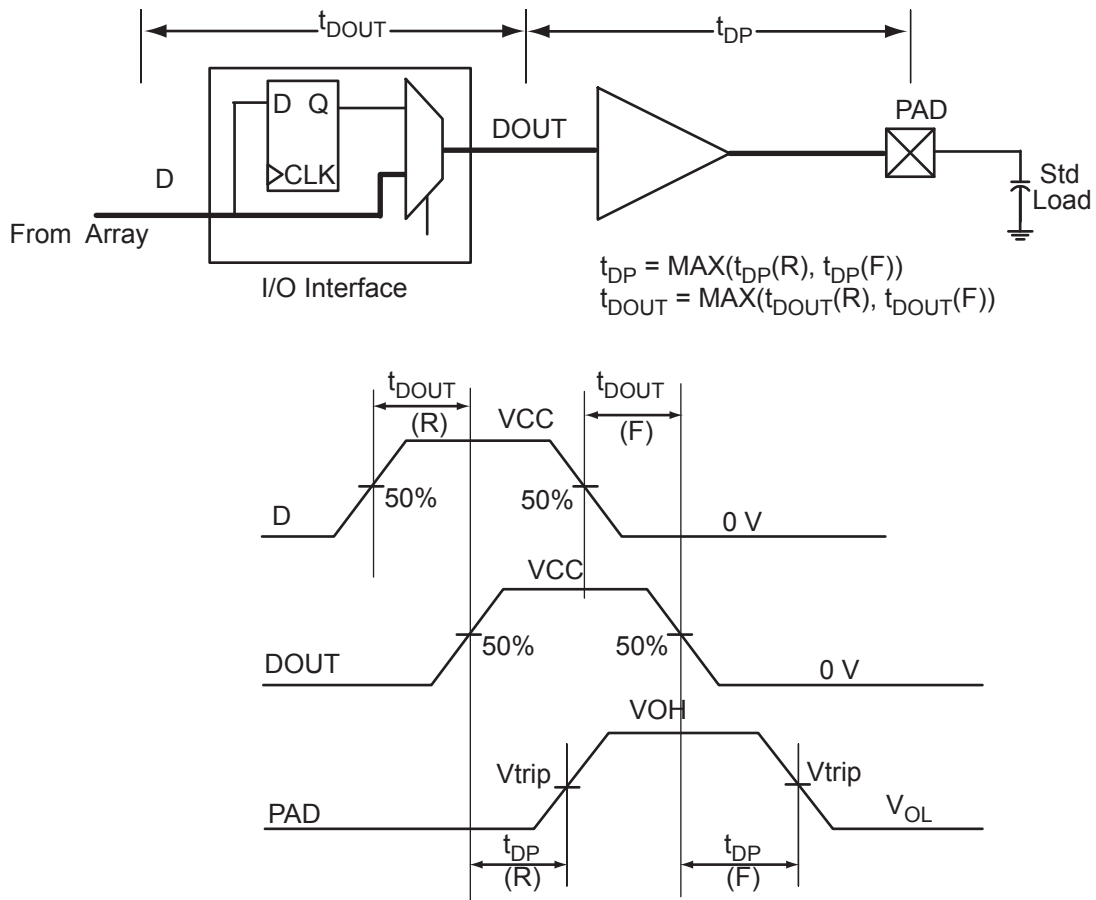 tDOUT
tDP
D Q
CLK
DOUT
PAD
D
From Array
Std
Load
I/O Interface
tDP = MAX(tDP(R), tDP(F))
tDOUT = MAX(tDOUT(R), tDOUT(F))
tDOUT
(R)
tDOUT
(F)
VCC
50%
50%
D
0 V
VCC
50%
50%
DOUT
0 V
VOH
Vtrip
Vtrip
PAD
VOL
tDP
(R)
tDP
(F)